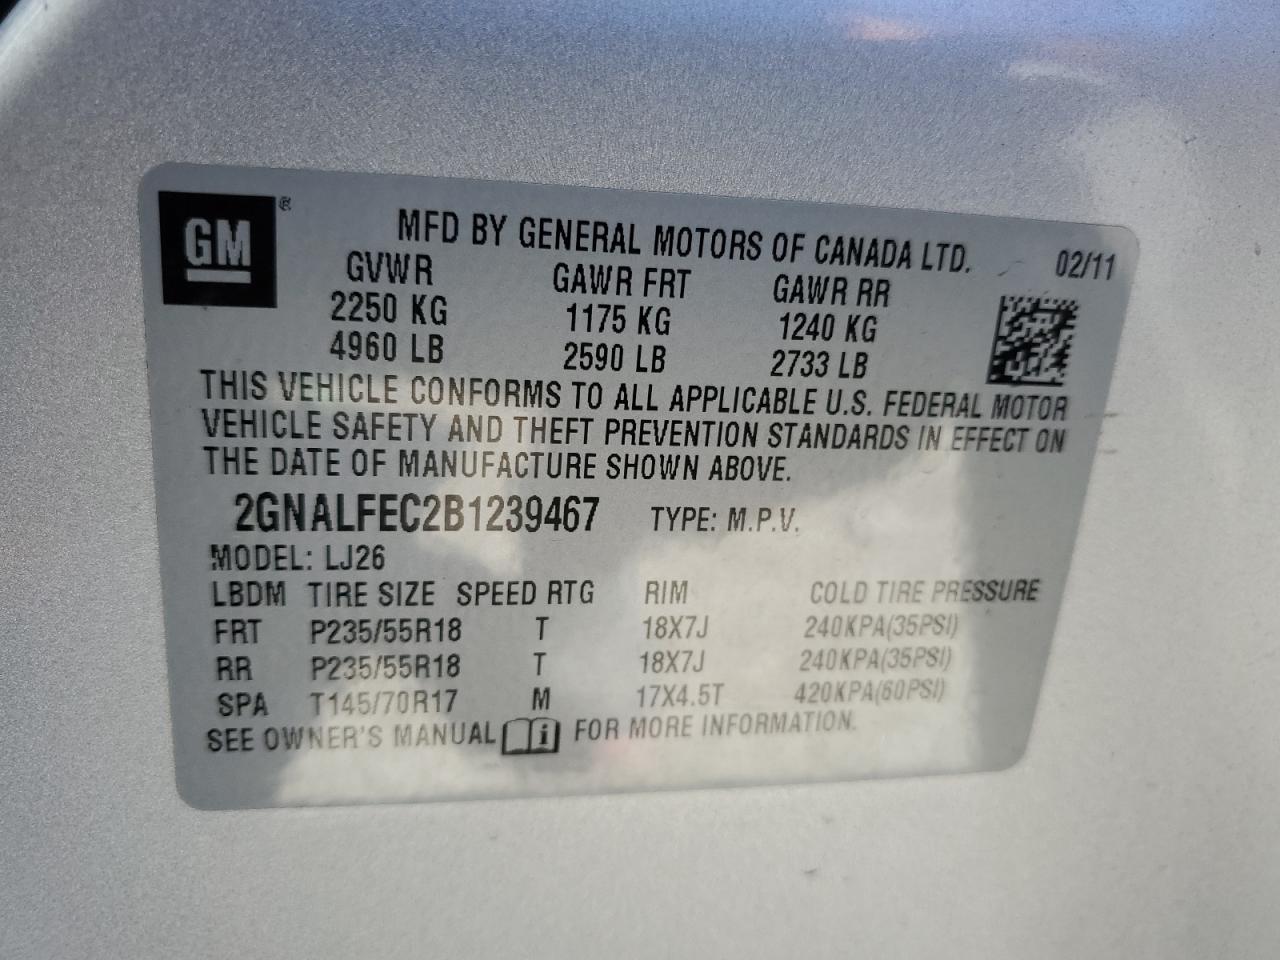 GM ®
MFD BY GENERAL MOTORS OF CANADA LTD. 02/11
GVWR GAWR FRT GAWR RR
2250 KG 1175 KG 1240 KG
4960 LB 2590 LB 2733 LB
THIS VEHICLE CONFORMS TO ALL APPLICABLE U.S. FEDERAL MOTOR
VEHICLE SAFETY AND THEFT PREVENTION STANDARDS IN EFFECT ON
THE DATE OF MANUFACTURE SHOWN ABOVE.
2GNALFEC2B1239467 TYPE: M.P.V.
MODEL: LJ26
LBDM TIRE SIZE SPEED RTG RIM COLD TIRE PRESSURE
FRT P235/55R18 T 18X7J 240KPA(35PSI)
RR P235/55R18 T 18X7J 240KPA(35PSI)
SPA T145/70R17 M 17X4.5T 420KPA(60PSI)
SEE OWNER'S MANUAL i FOR MORE INFORMATION.